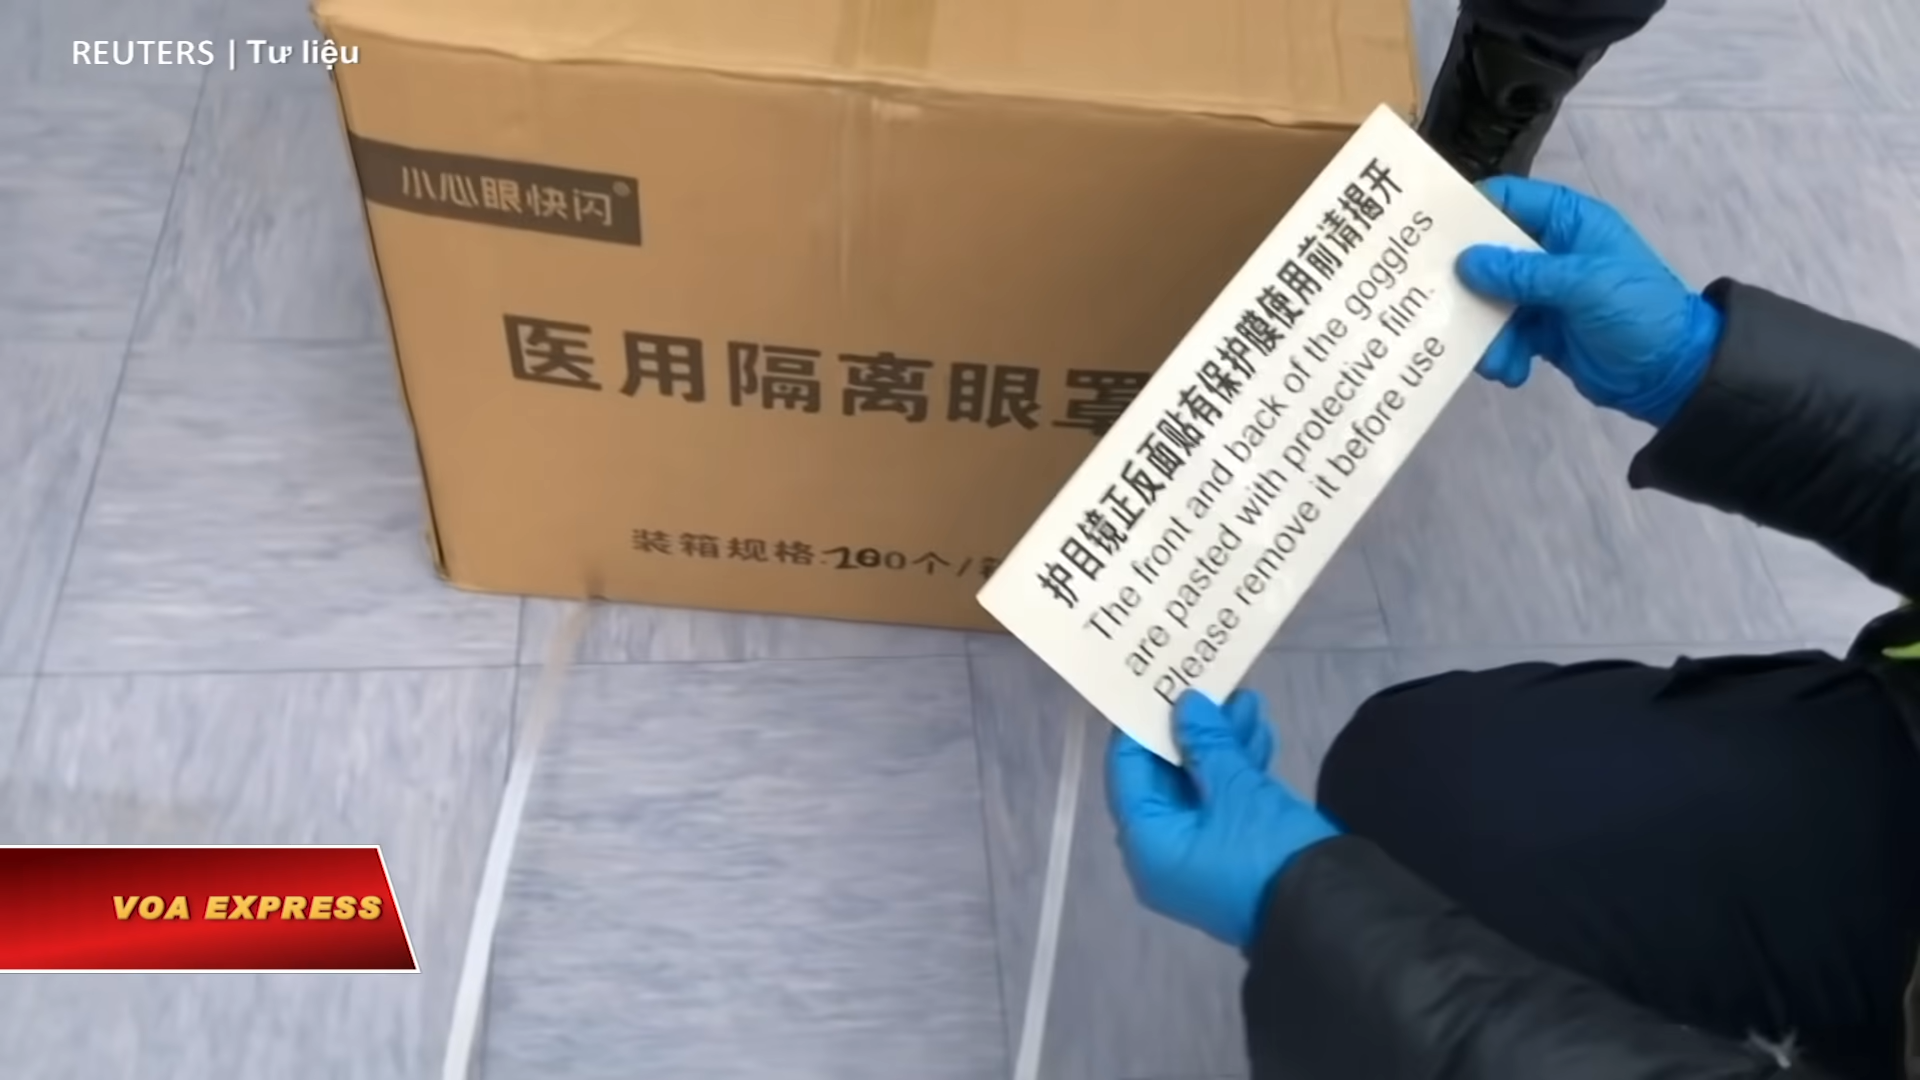 REUTERS | Tư liệu
小心眼快闪®
医用隔离眼罩
装箱规格:100个/箱
护目镜正反面贴有保护膜使用前请揭开
The front and back of the goggles
are pasted with protective film.
Please remove it before use
VOA EXPRESS